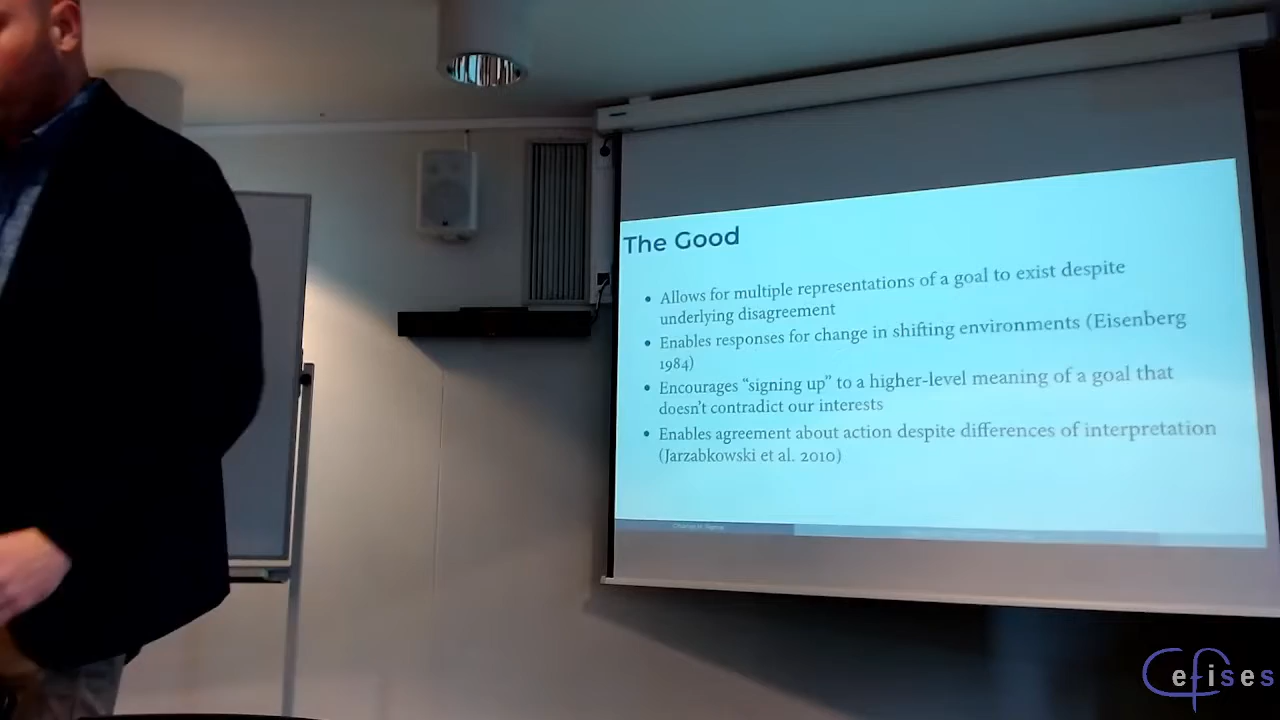 The Good
• Allows for multiple representations of a goal to exist despite
underlying disagreement
• Enables responses for change in shifting environments (Eisenberg
1984)
• Encourages “signing up” to a higher-level meaning of a goal that
doesn’t contradict our interests
• Enables agreement about action despite differences of interpretation
(Jarzabkowski et al. 2010)
efises